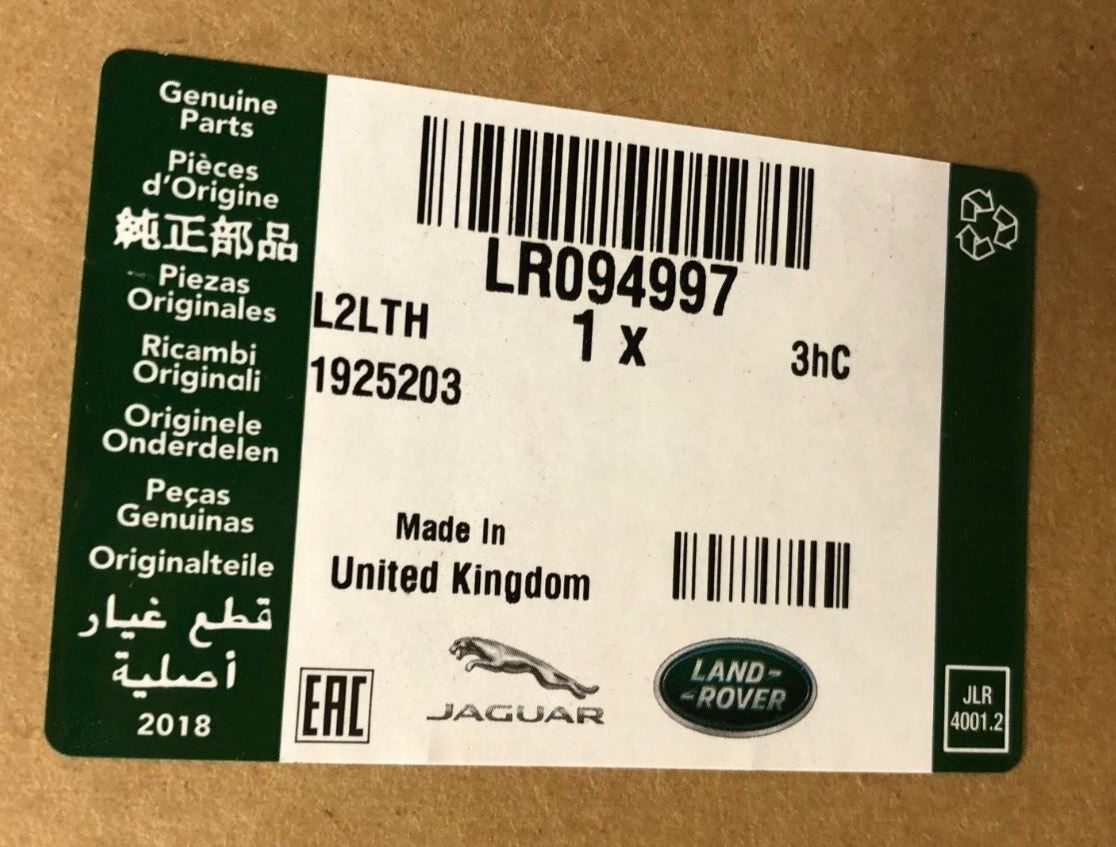 Genuine
Parts
Pièces
d'Origine
純正部品
Piezas
Originales
Ricambi
Originali
Originele
Onderdelen
Peças
Genuinas
Originalteile
قطع غيار
أصلية
2018
LR094997
L2LTH
1 x
3hC
1925203
Made In
United Kingdom
EAC
JAGUAR
LAND-
-ROVER
JLR
4001.2